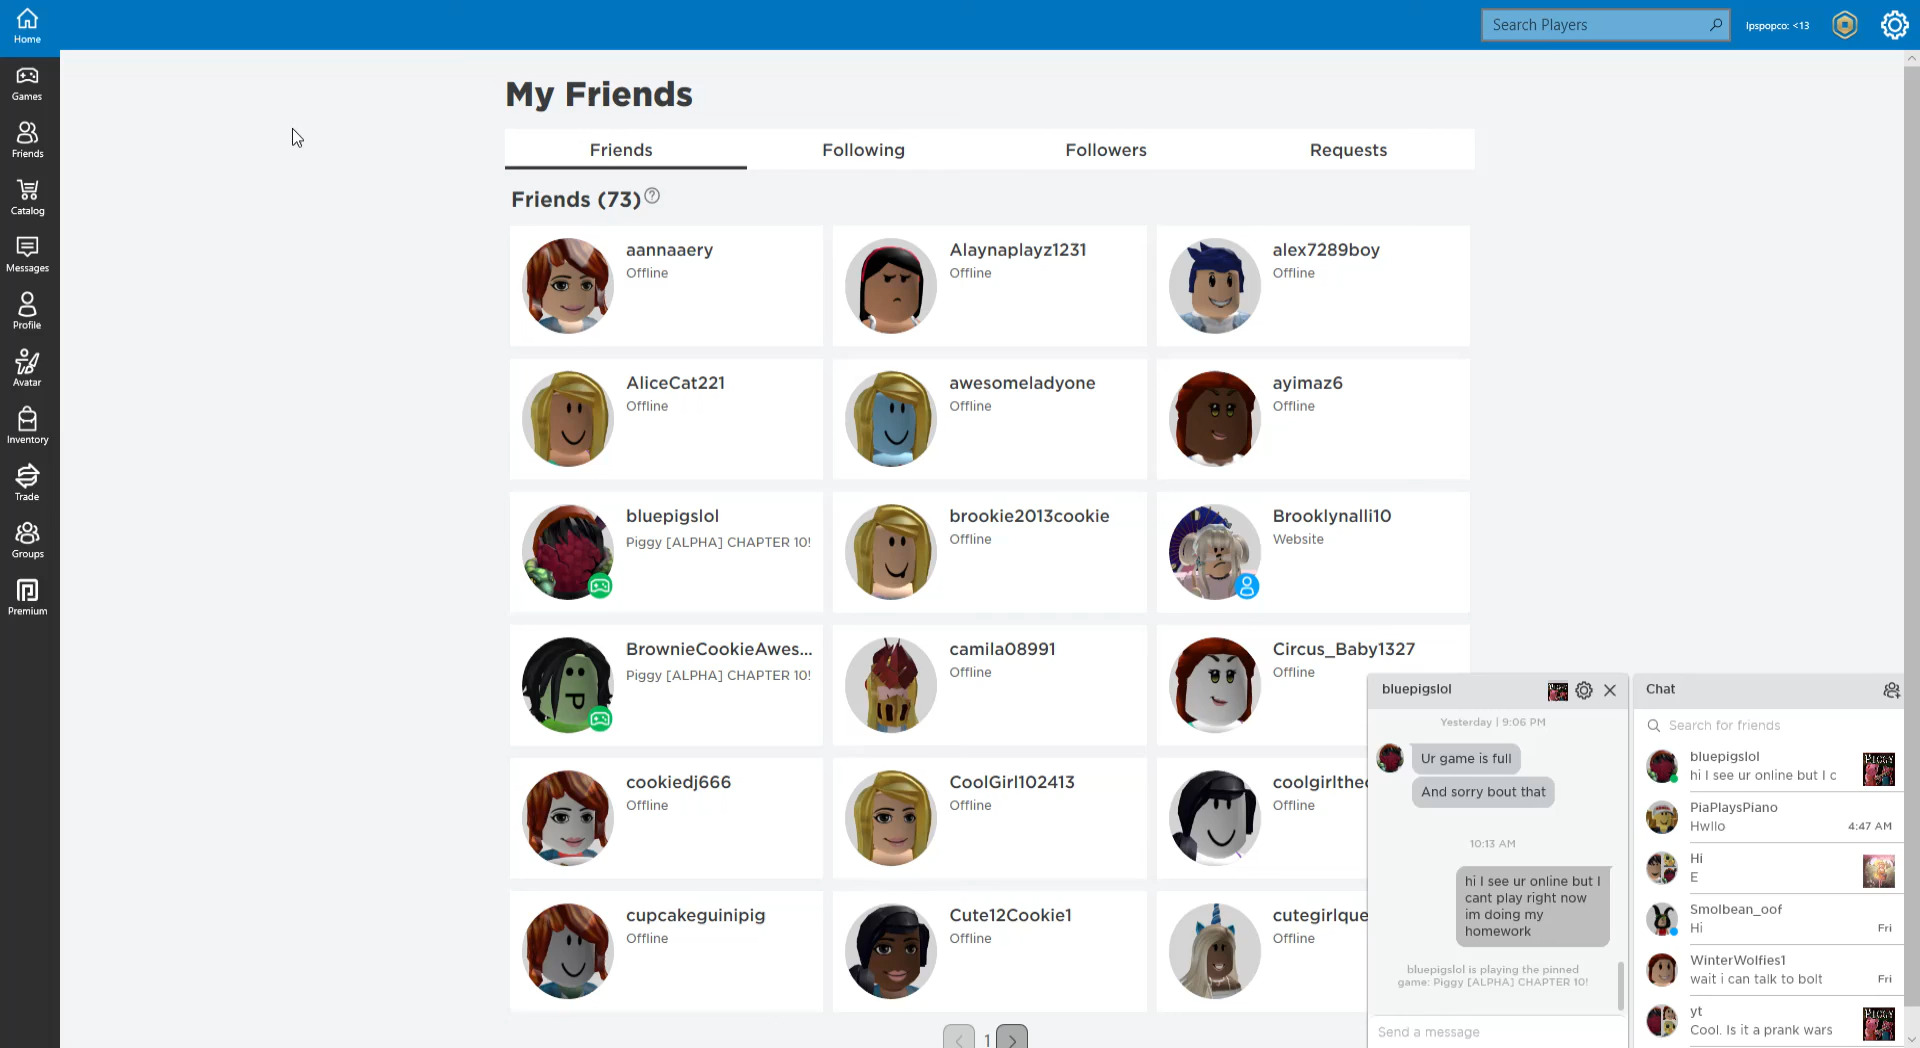 Home
Search Players
lpspopco: <13
Games
Friends
Catalog
Messages
Profile
Avatar
Inventory
Trade
Groups
Premium
My Friends
Friends
Following
Followers
Requests
Friends (73)
aannaaery
Offline
Alaynaplayz1231
Offline
alex7289boy
Offline
AliceCat221
Offline
awesomeladyone
Offline
ayimaz6
Offline
bluepigslol
Piggy [ALPHA] CHAPTER 10!
brookie2013cookie
Offline
Brooklynalli10
Website
BrownieCookieAwes...
Piggy [ALPHA] CHAPTER 10!
camila08991
Offline
Circus_Baby1327
Offline
cookiedj666
Offline
CoolGirl102413
Offline
coolgirlthe
Offline
cupcakeguinipig
Offline
Cute12Cookie1
Offline
cutegirlque
Offline
1
bluepigslol
Yesterday | 9:06 PM
Ur game is full
And sorry bout that
10:13 AM
hi I see ur online but I
cant play right now
im doing my
homework
bluepigslol is playing the pinned
game: Piggy [ALPHA] CHAPTER 10!
Send a message
Chat
Search for friends
bluepigslol
hi I see ur online but I c
PIGGY
PiaPlaysPiano
Hwllo
4:47 AM
Hi
E
Smolbean_oof
Hi
Fri
WinterWolfies1
wait i can talk to bolt
Fri
yt
Cool. Is it a prank wars
PIGGY